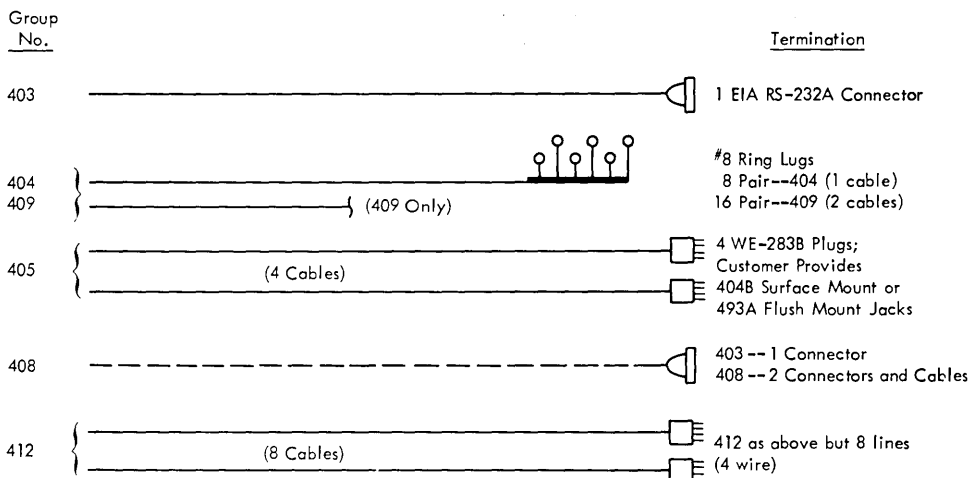 Group
No.
Termination
403
1 EIA RS-232A Connector
404
409
(409 Only)
#8 Ring Lugs
8 Pair--404 (1 cable)
16 Pair--409 (2 cables)
405
(4 Cables)
4 WE-283B Plugs;
Customer Provides
404B Surface Mount or
493A Flush Mount Jacks
408
403 -- 1 Connector
408 -- 2 Connectors and Cables
412
(8 Cables)
412 as above but 8 lines
(4 wire)